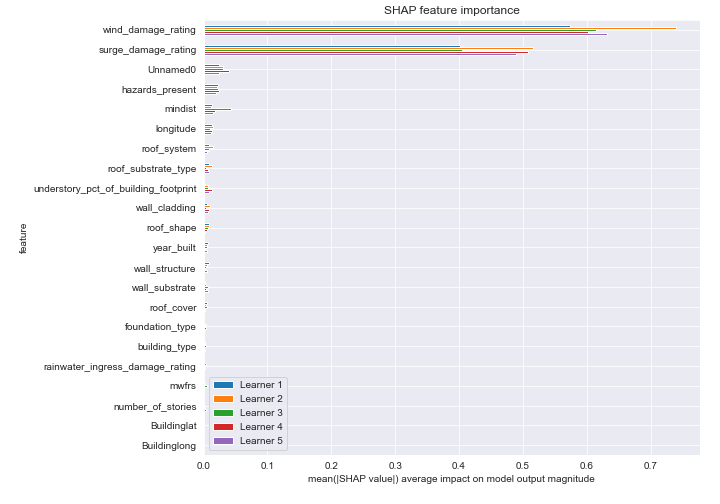 SHAP feature importance
wind_damage_rating
surge_damage_rating
Unnamed0
hazards_present
mindist
longitude
roof_system
roof_substrate_type
understory_pct_of_building_footprint
wall_cladding
roof_shape
year_built
wall_structure
wall_substrate
roof_cover
foundation_type
building_type
rainwater_ingress_damage_rating
mwfrs
number_of_stories
Buildinglat
Buildinglong
feature
Learner 1
Learner 2
Learner 3
Learner 4
Learner 5
0.0 0.1 0.2 0.3 0.4 0.5 0.6 0.7
mean(|SHAP value|) average impact on model output magnitude